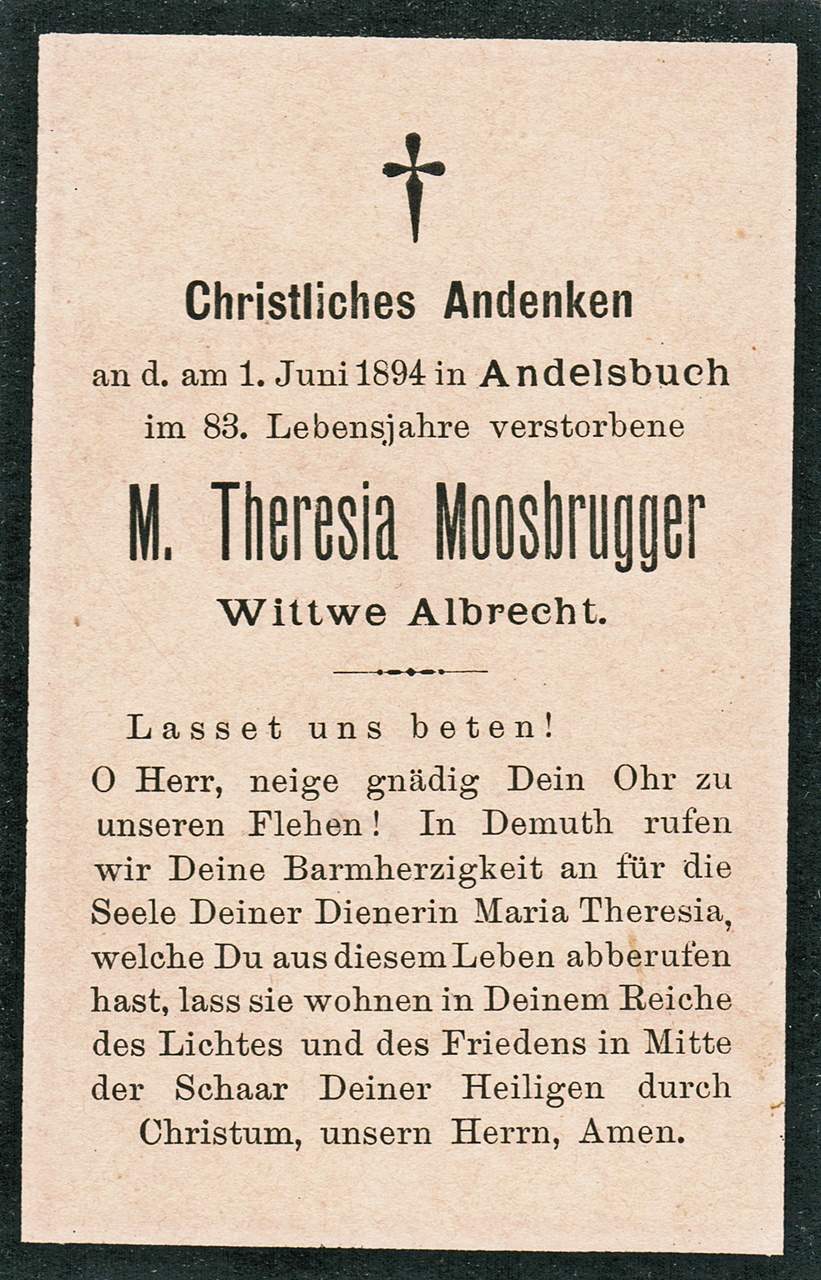 Christliches Andenken
an d. am 1. Juni 1894 in Andelsbuch
im 83. Lebensjahre verstorbene
M. Theresia Moosbrugger
Wittwe Albrecht.
Lasset uns beten!
O Herr, neige gnädig Dein Ohr zu
unseren Flehen! In Demuth rufen
wir Deine Barmherzigkeit an für die
Seele Deiner Dienerin Maria Theresia,
welche Du aus diesem Leben abberufen
hast, lass sie wohnen in Deinem Reiche
des Lichtes und des Friedens in Mitte
der Schaar Deiner Heiligen durch
Christum, unsern Herrn, Amen.